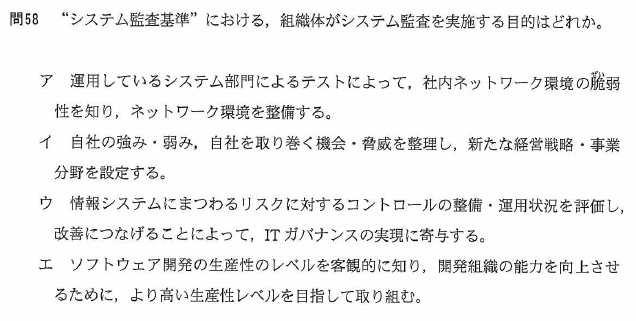 問58 “システム監査基準”における，組織体がシステム監査を実施する目的はどれか。
ア 運用しているシステム部門によるテストによって，社内ネットワーク環境の脆弱
ぜい
性を知り，ネットワーク環境を整備する。
イ 自社の強み・弱み，自社を取り巻く機会・脅威を整理し，新たな経営戦略・事業
分野を設定する。
ウ 情報システムにまつわるリスクに対するコントロールの整備・運用状況を評価し，
改善につなげることによって，ITガバナンスの実現に寄与する。
エ ソフトウェア開発の生産性のレベルを客観的に知り，開発組織の能力を向上させ
るために，より高い生産性レベルを目指して取り組む。